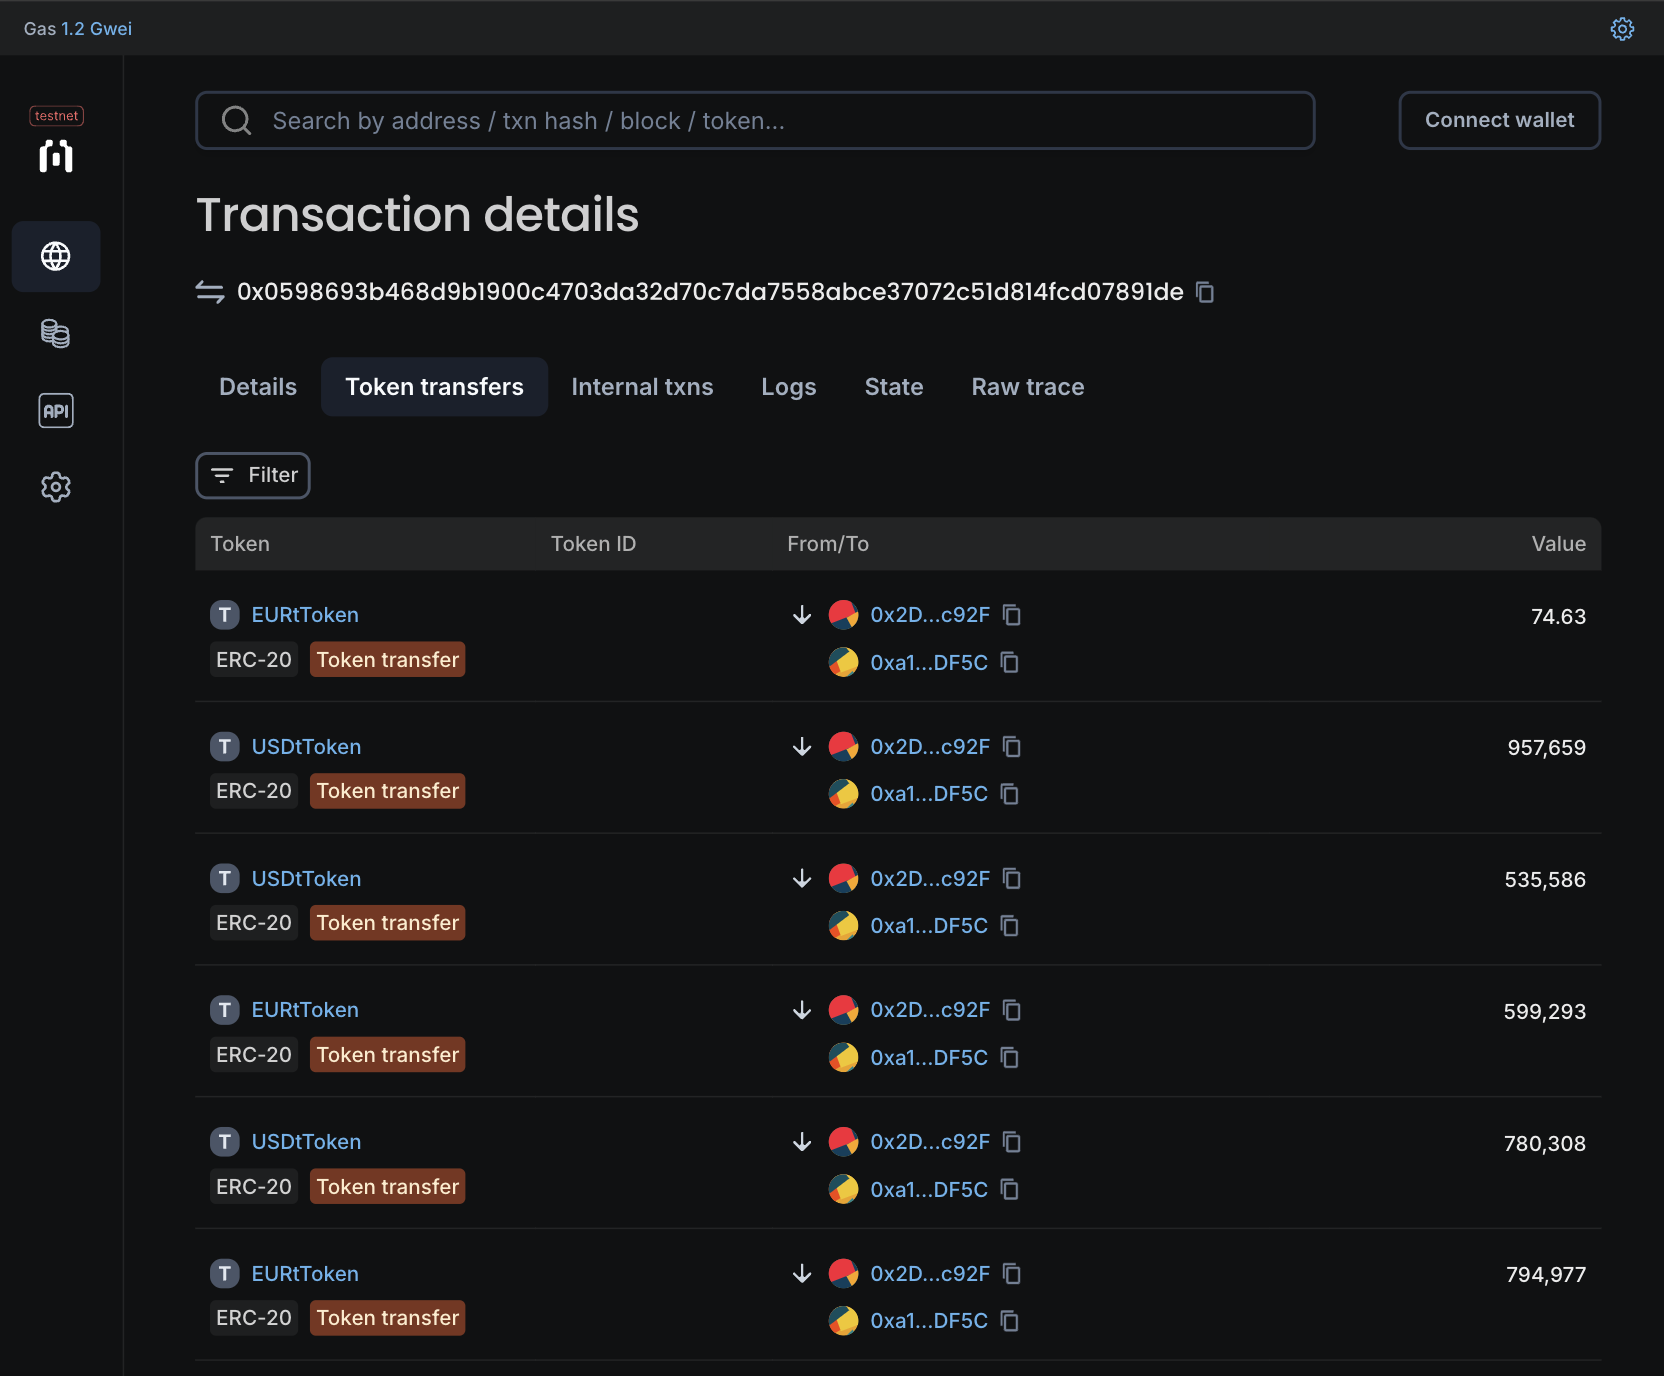 Gas 1.2 Gwei
testnet
Search by address / txn hash / block / token...
Connect wallet
Transaction details
0x0598693b468d9b1900c4703da32d70c7da7558abce37072c51d814fcd07891de
Details Token transfers Internal txns Logs State Raw trace
API
Filter
Token Token ID From/To Value
T EURtToken 0x2D...c92F 74.63
ERC-20 Token transfer 0xa1...DF5C
T USDtToken 0x2D...c92F 957,659
ERC-20 Token transfer 0xa1...DF5C
T USDtToken 0x2D...c92F 535,586
ERC-20 Token transfer 0xa1...DF5C
T EURtToken 0x2D...c92F 599,293
ERC-20 Token transfer 0xa1...DF5C
T USDtToken 0x2D...c92F 780,308
ERC-20 Token transfer 0xa1...DF5C
T EURtToken 0x2D...c92F 794,977
ERC-20 Token transfer 0xa1...DF5C